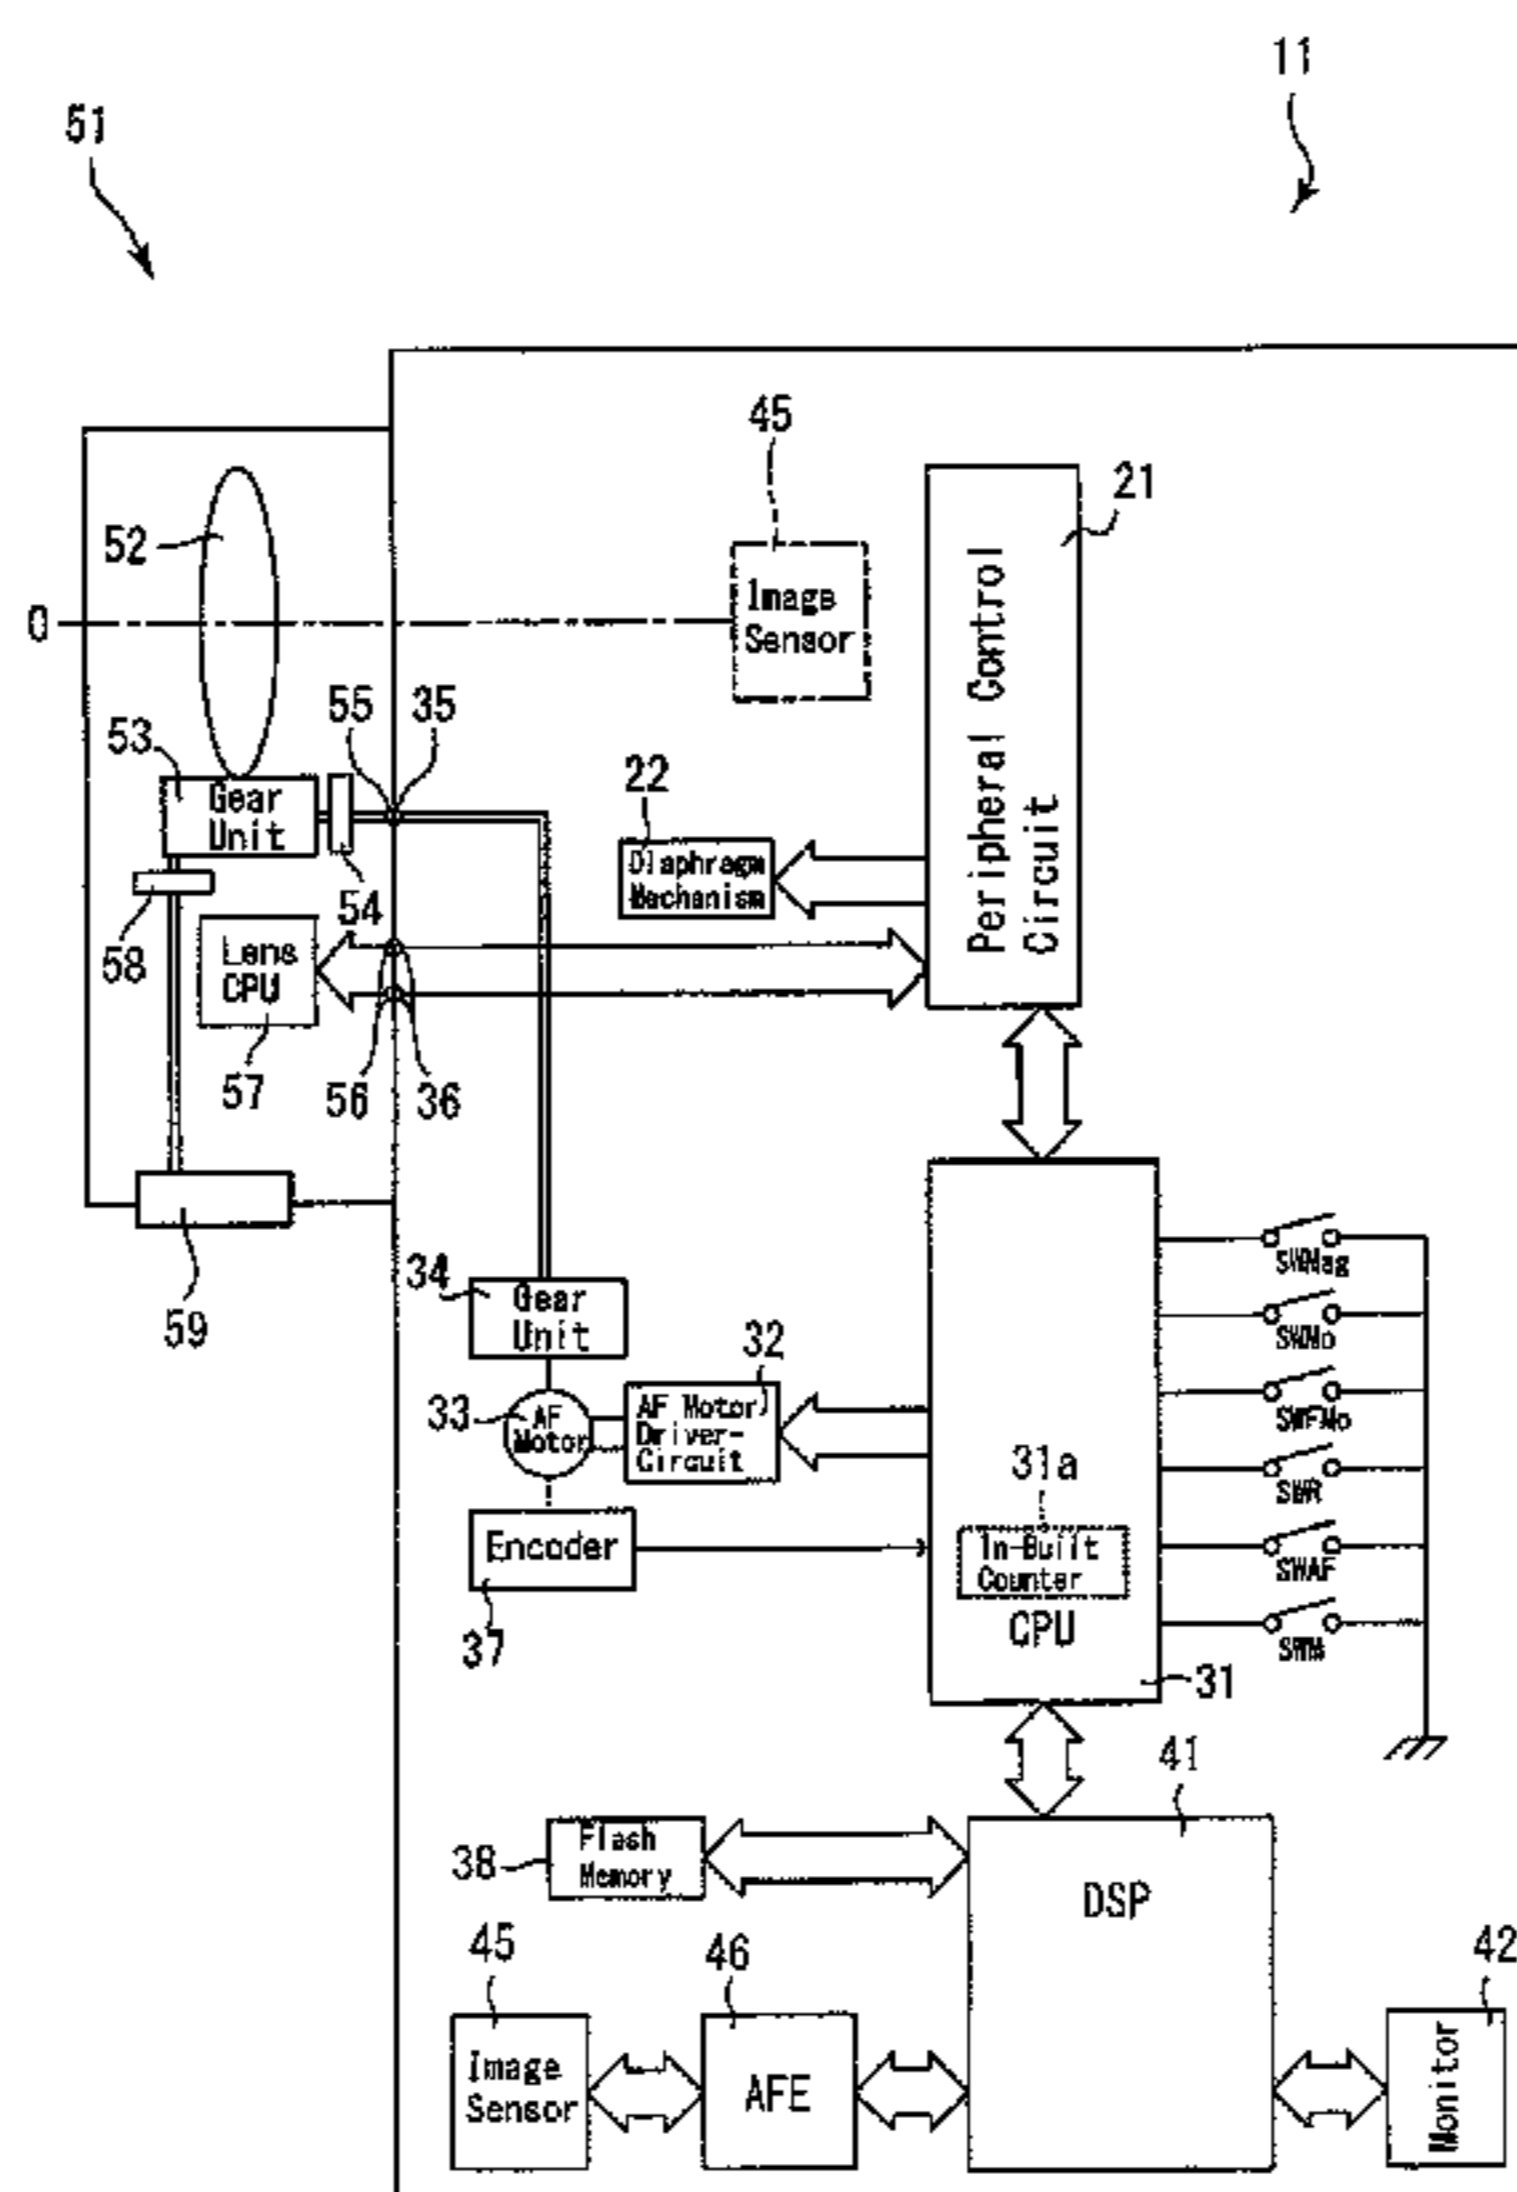 11
51
45
21
52
Image
Sensor
O
Peripheral Control
Circuit
55 35
53
22
Gear
Unit
Diaphragm
Mechanism
54
58
Lens
CPU
57
56 36
34
59
Gear
Unit
32
33
AF
Motor
AF Motor
Driver-
Circuit
31a
In-Built
Counter
CPU
31
Encoder
37
SWMag
SWMo
SWFMo
SWR
SWAF
SWM
41
38
Flash
Memory
DSP
45
46
42
Image
Sensor
AFE
Monitor